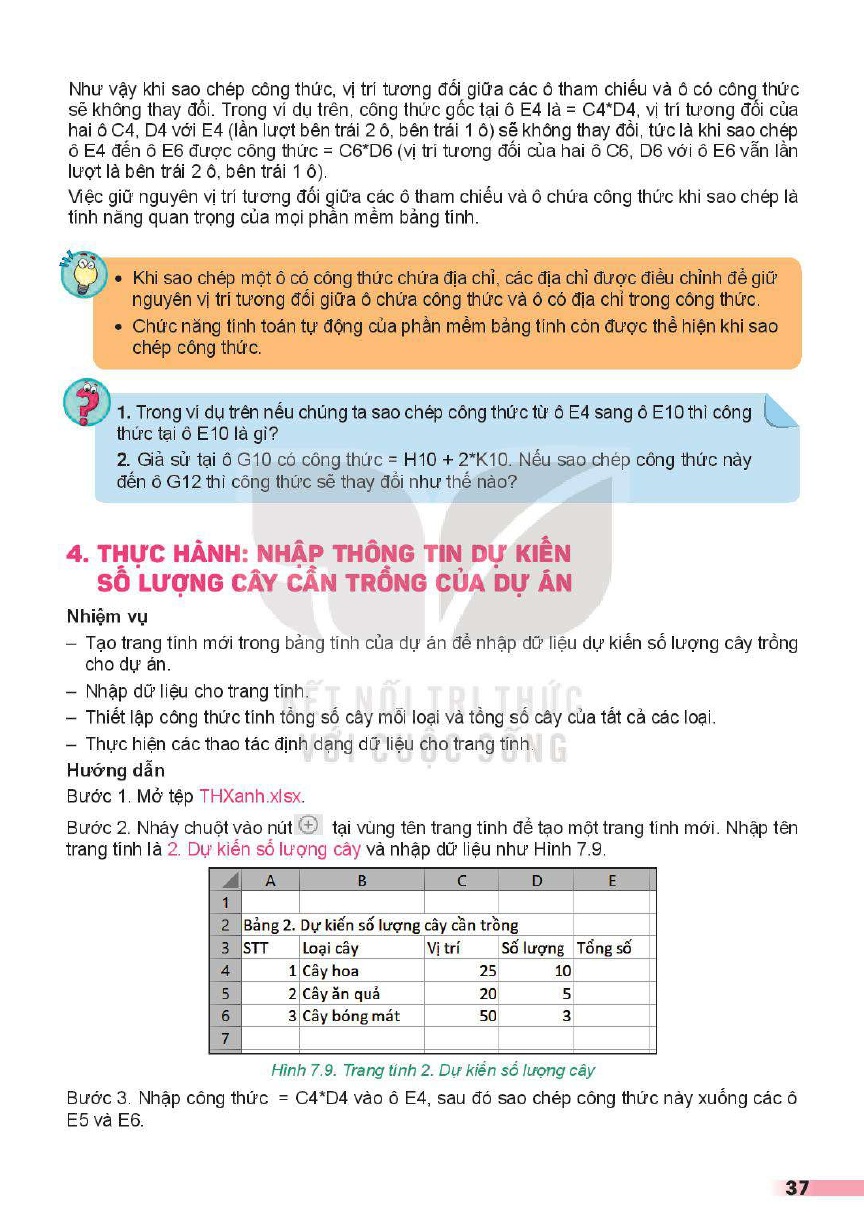 Như vậy khi sao chép công thức, vị trí tương đối giữa các ô tham chiếu và ô có công thức
sẽ không thay đổi. Trong ví dụ trên, công thức gốc tại ô E4 là = C4*D4, vị trí tương đối của
hai ô C4, D4 với E4 (lần lượt bên trái 2 ô, bên trái 1 ô) sẽ không thay đổi, tức là khi sao chép
ô E4 đến ô E6 được công thức = C6*D6 (vị trí tương đối của hai ô C6, D6 với ô E6 vẫn lần
lượt là bên trái 2 ô, bên trái 1 ô).
Việc giữ nguyên vị trí tương đối giữa các ô tham chiếu và ô chứa công thức khi sao chép là
tính năng quan trọng của mọi phần mềm bảng tính.
• Khi sao chép một ô có công thức chứa địa chỉ, các địa chỉ được điều chỉnh để giữ
nguyên vị trí tương đối giữa ô chứa công thức và ô có địa chỉ trong công thức.
• Chức năng tính toán tự động của phần mềm bảng tính còn được thể hiện khi sao
chép công thức.
1. Trong ví dụ trên nếu chúng ta sao chép công thức từ ô E4 sang ô E10 thì công
thức tại ô E10 là gì?
2. Giả sử tại ô G10 có công thức = H10 + 2*K10. Nếu sao chép công thức này
đến ô G12 thì công thức sẽ thay đổi như thế nào?
4. THỰC HÀNH: NHẬP THÔNG TIN DỰ KIẾN
SỐ LƯỢNG CÂY CẦN TRỒNG CỦA DỰ ÁN
Nhiệm vụ
– Tạo trang tính mới trong bảng tính của dự án để nhập dữ liệu dự kiến số lượng cây trồng
cho dự án.
– Nhập dữ liệu cho trang tính.
– Thiết lập công thức tính tổng số cây mỗi loại và tổng số cây của tất cả các loại.
– Thực hiện các thao tác định dạng dữ liệu cho trang tính.
KẾT NỐI TRI THỨC
VỚI CUỘC SỐNG
Hướng dẫn
Bước 1. Mở tệp THXanh.xlsx.
Bước 2. Nháy chuột vào nút tại vùng tên trang tính để tạo một trang tính mới. Nhập tên
trang tính là 2. Dự kiến số lượng cây và nhập dữ liệu như Hình 7.9.
A B C D E
1
2 Bảng 2. Dự kiến số lượng cây cần trồng
3 STT Loại cây Vị trí Số lượng Tổng số
4 1 Cây hoa 25 10
5 2 Cây ăn quả 20 5
6 3 Cây bóng mát 50 3
7
Hình 7.9. Trang tính 2. Dự kiến số lượng cây
Bước 3. Nhập công thức = C4*D4 vào ô E4, sau đó sao chép công thức này xuống các ô
E5 và E6.
37